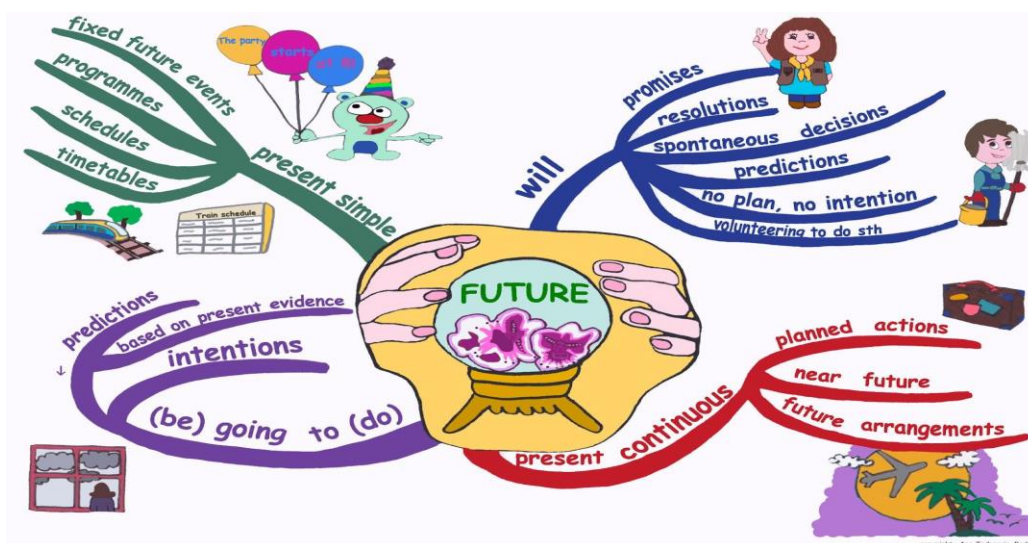 fixed future events
programmes
schedules
timetables
present simple
The party
starts
at 8!
Train schedule
will
promises
resolutions
spontaneous decisions
predictions
no plan, no intention
volunteering to do sth
FUTURE
predictions
based on present evidence
intentions
(be) going to (do)
present continuous
planned actions
near future
future arrangements